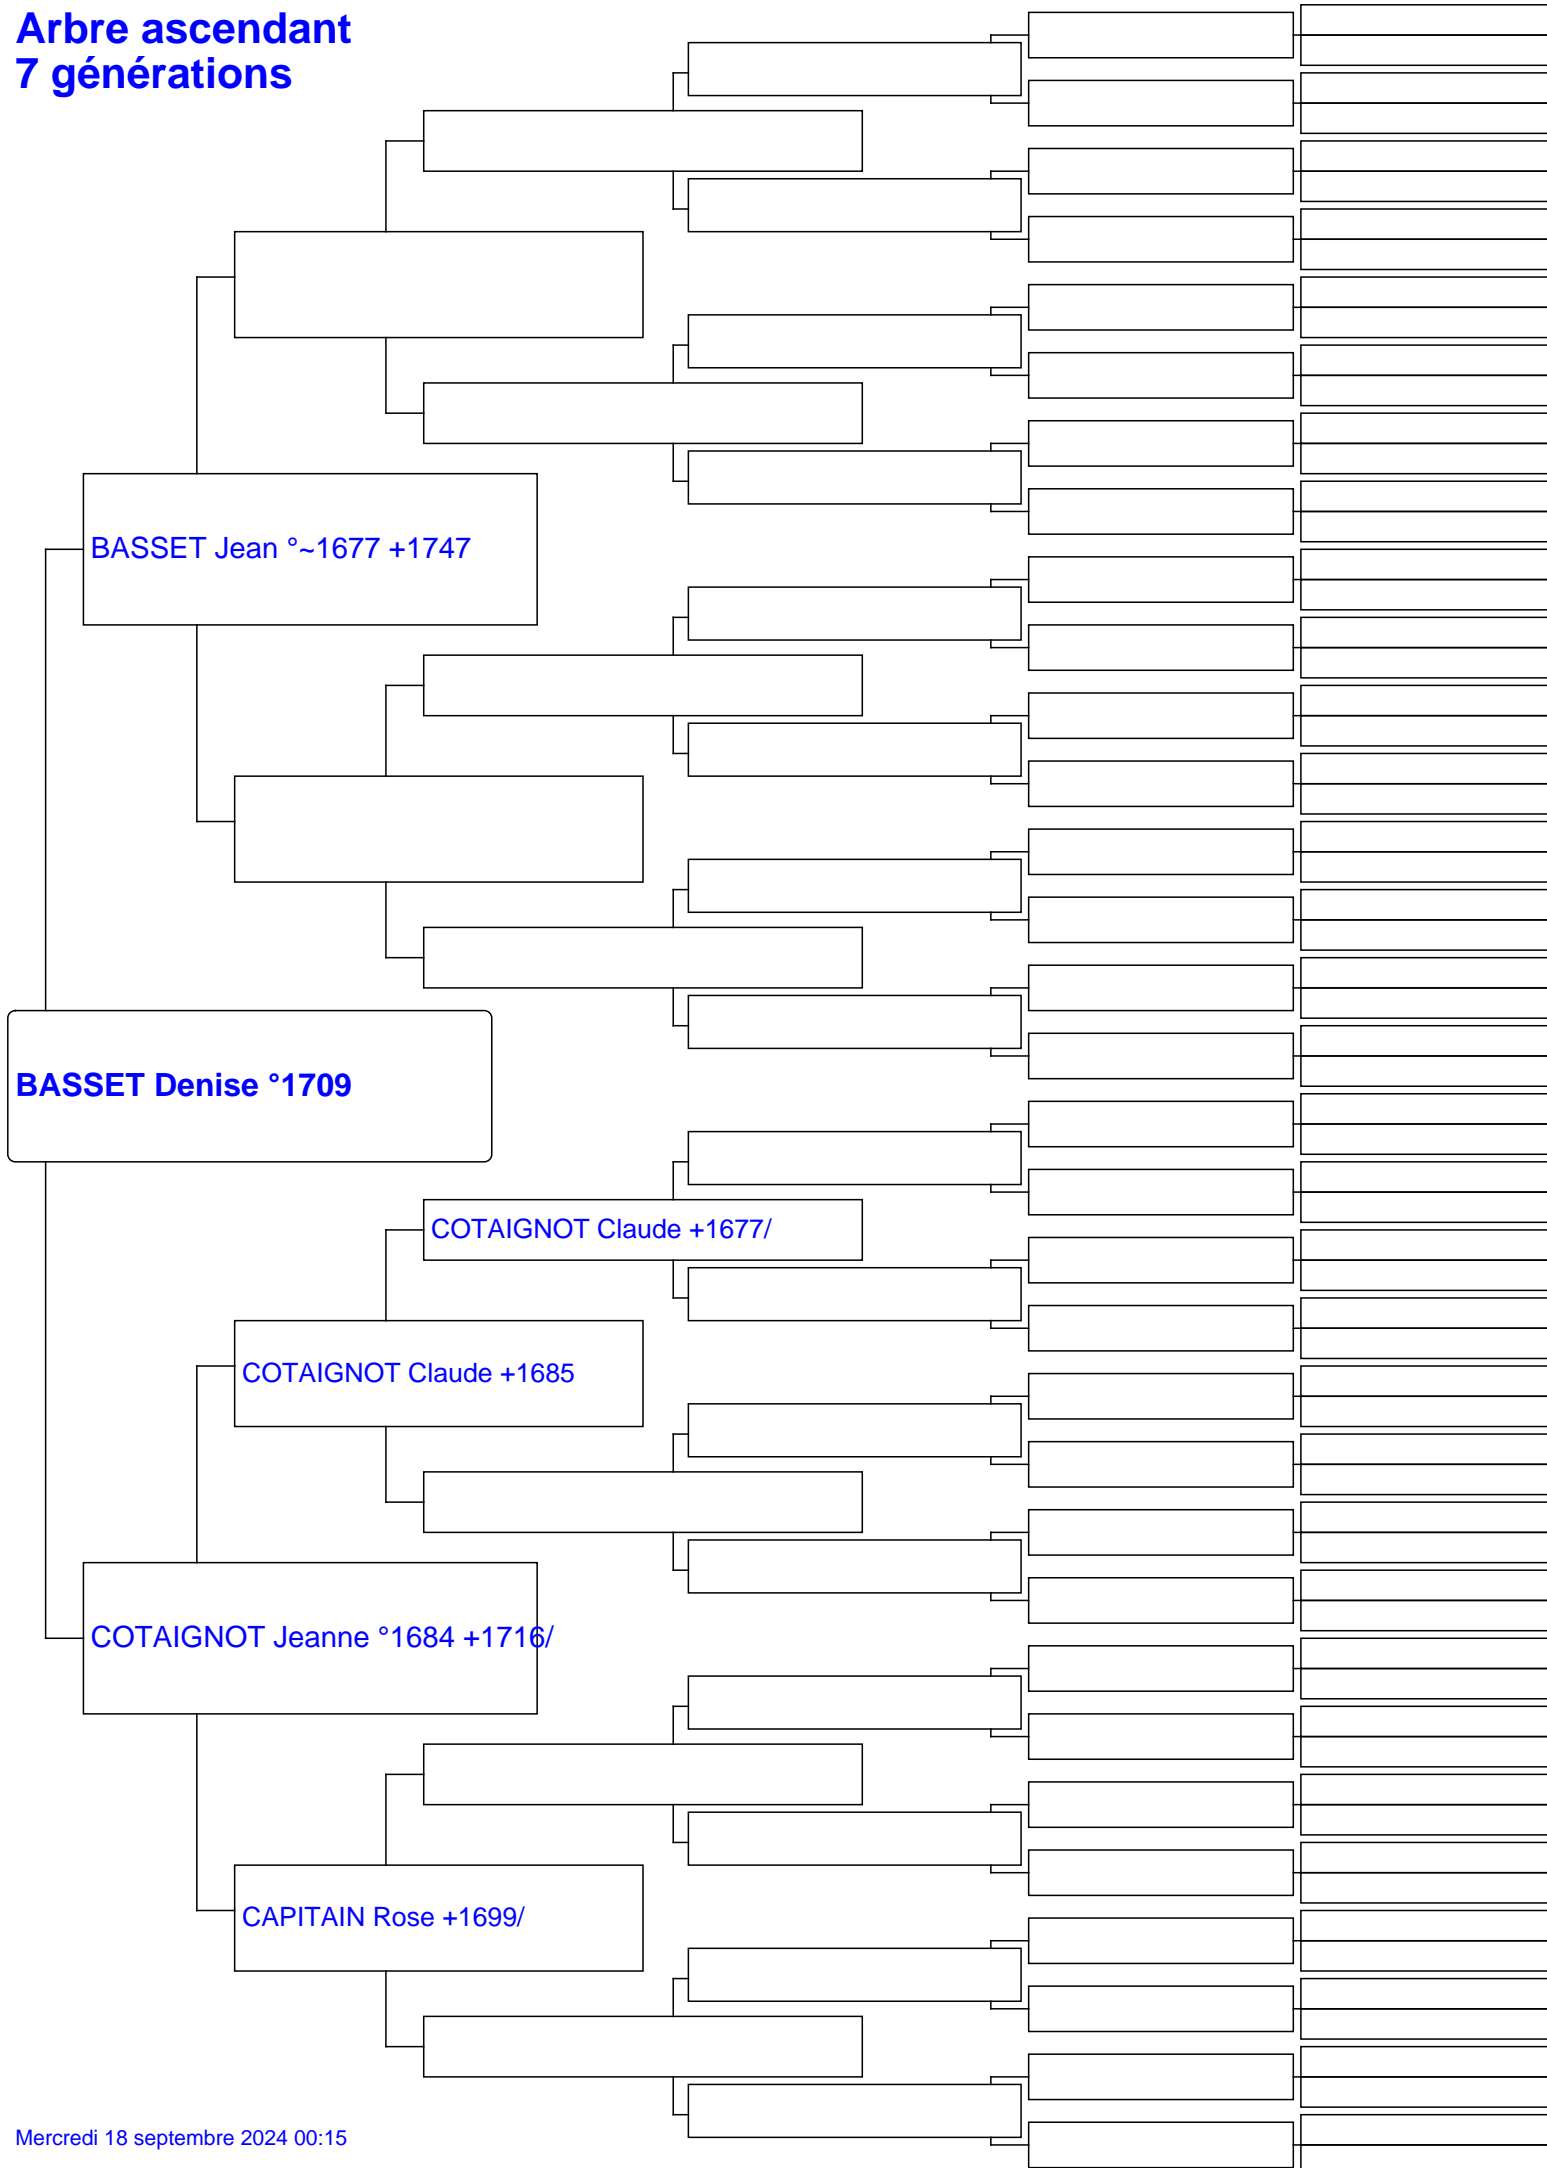 Arbre ascendant
7 générations
BASSET Jean °~1677 +1747
BASSET Denise °1709
COTAIGNOT Claude +1677/
COTAIGNOT Claude +1685
COTAIGNOT Jeanne °1684 +1716/
CAPITAIN Rose +1699/
Mercredi 18 septembre 2024 00:15